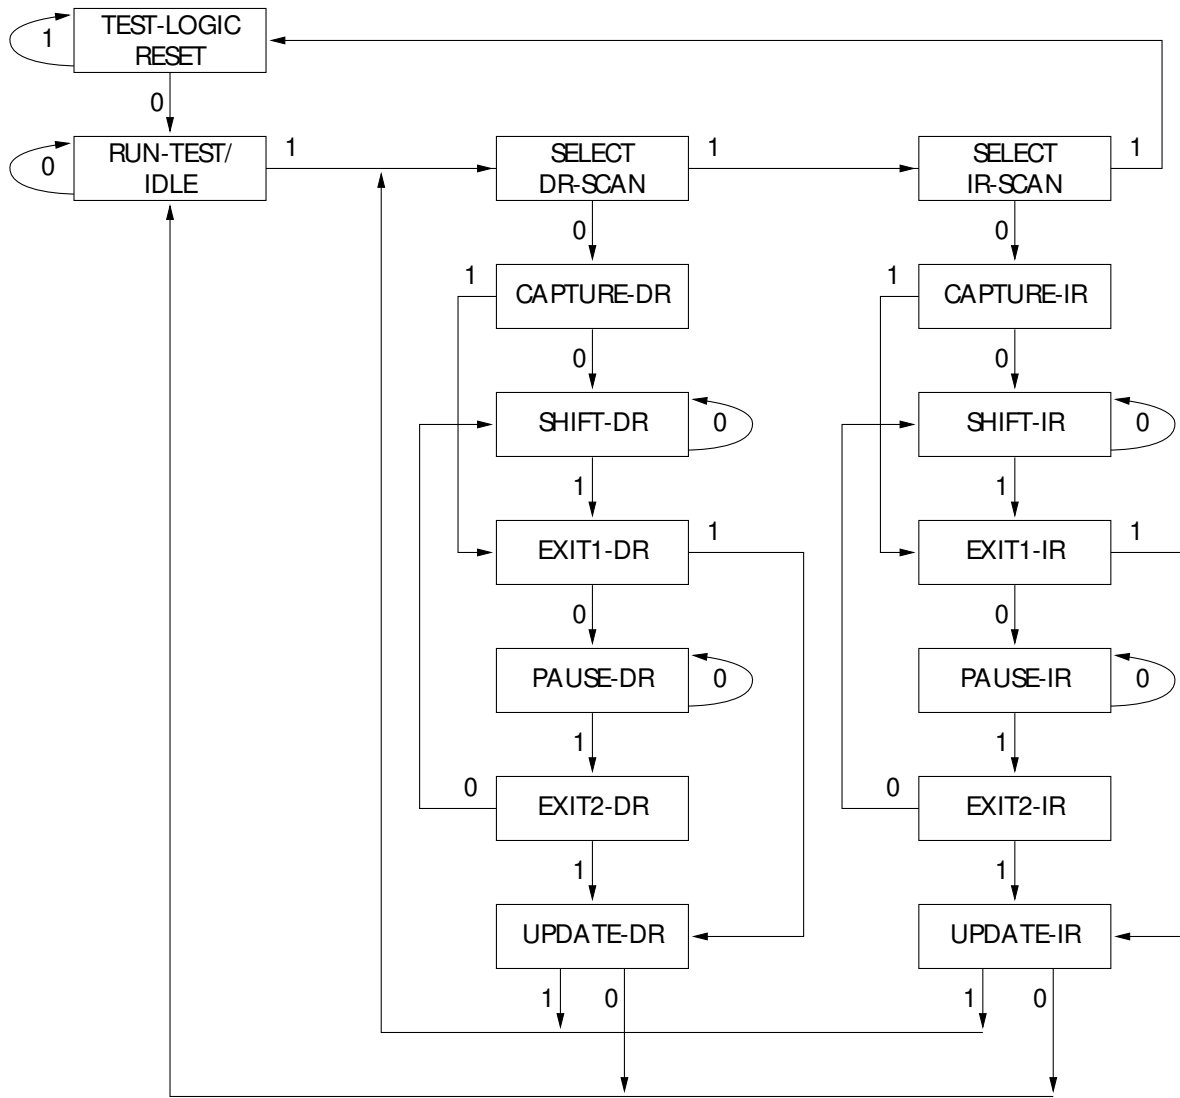 TEST-LOGIC
RESET
1
0
RUN-TEST/
IDLE
0
1
SELECT
DR-SCAN
1
SELECT
IR-SCAN
1
0
0
1
CAPTURE-DR
1
CAPTURE-IR
0
0
SHIFT-DR
0
SHIFT-IR
0
1
1
EXIT1-DR
1
EXIT1-IR
1
0
0
PAUSE-DR
0
PAUSE-IR
0
1
1
0
EXIT2-DR
0
EXIT2-IR
1
1
UPDATE-DR
UPDATE-IR
1
0
1
0